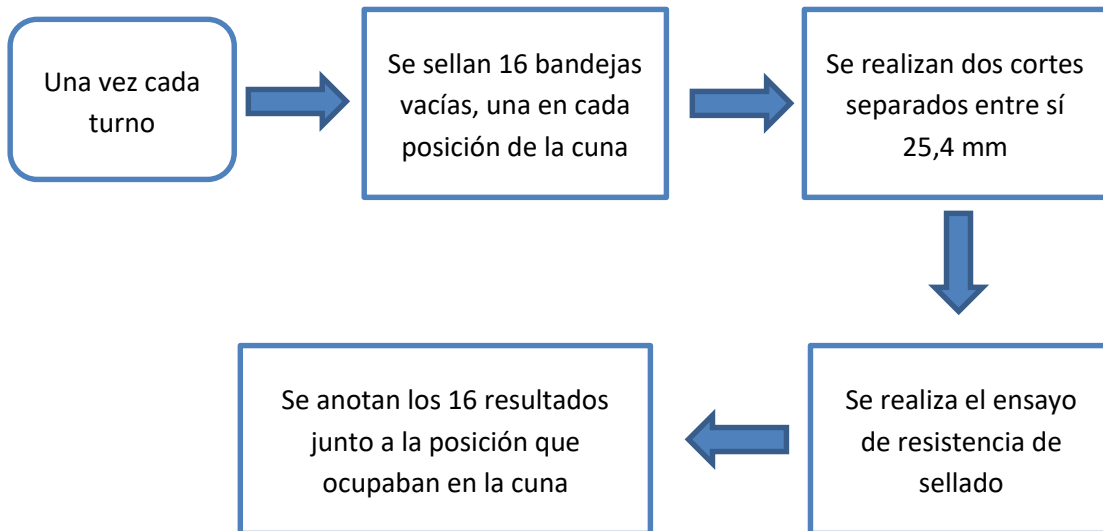 Una vez cada
turno
Se sellan 16 bandejas
vacías, una en cada
posición de la cuna
Se realizan dos cortes
separados entre sí
25,4 mm
Se realiza el ensayo
de resistencia de
sellado
Se anotan los 16 resultados
junto a la posición que
ocupaban en la cuna